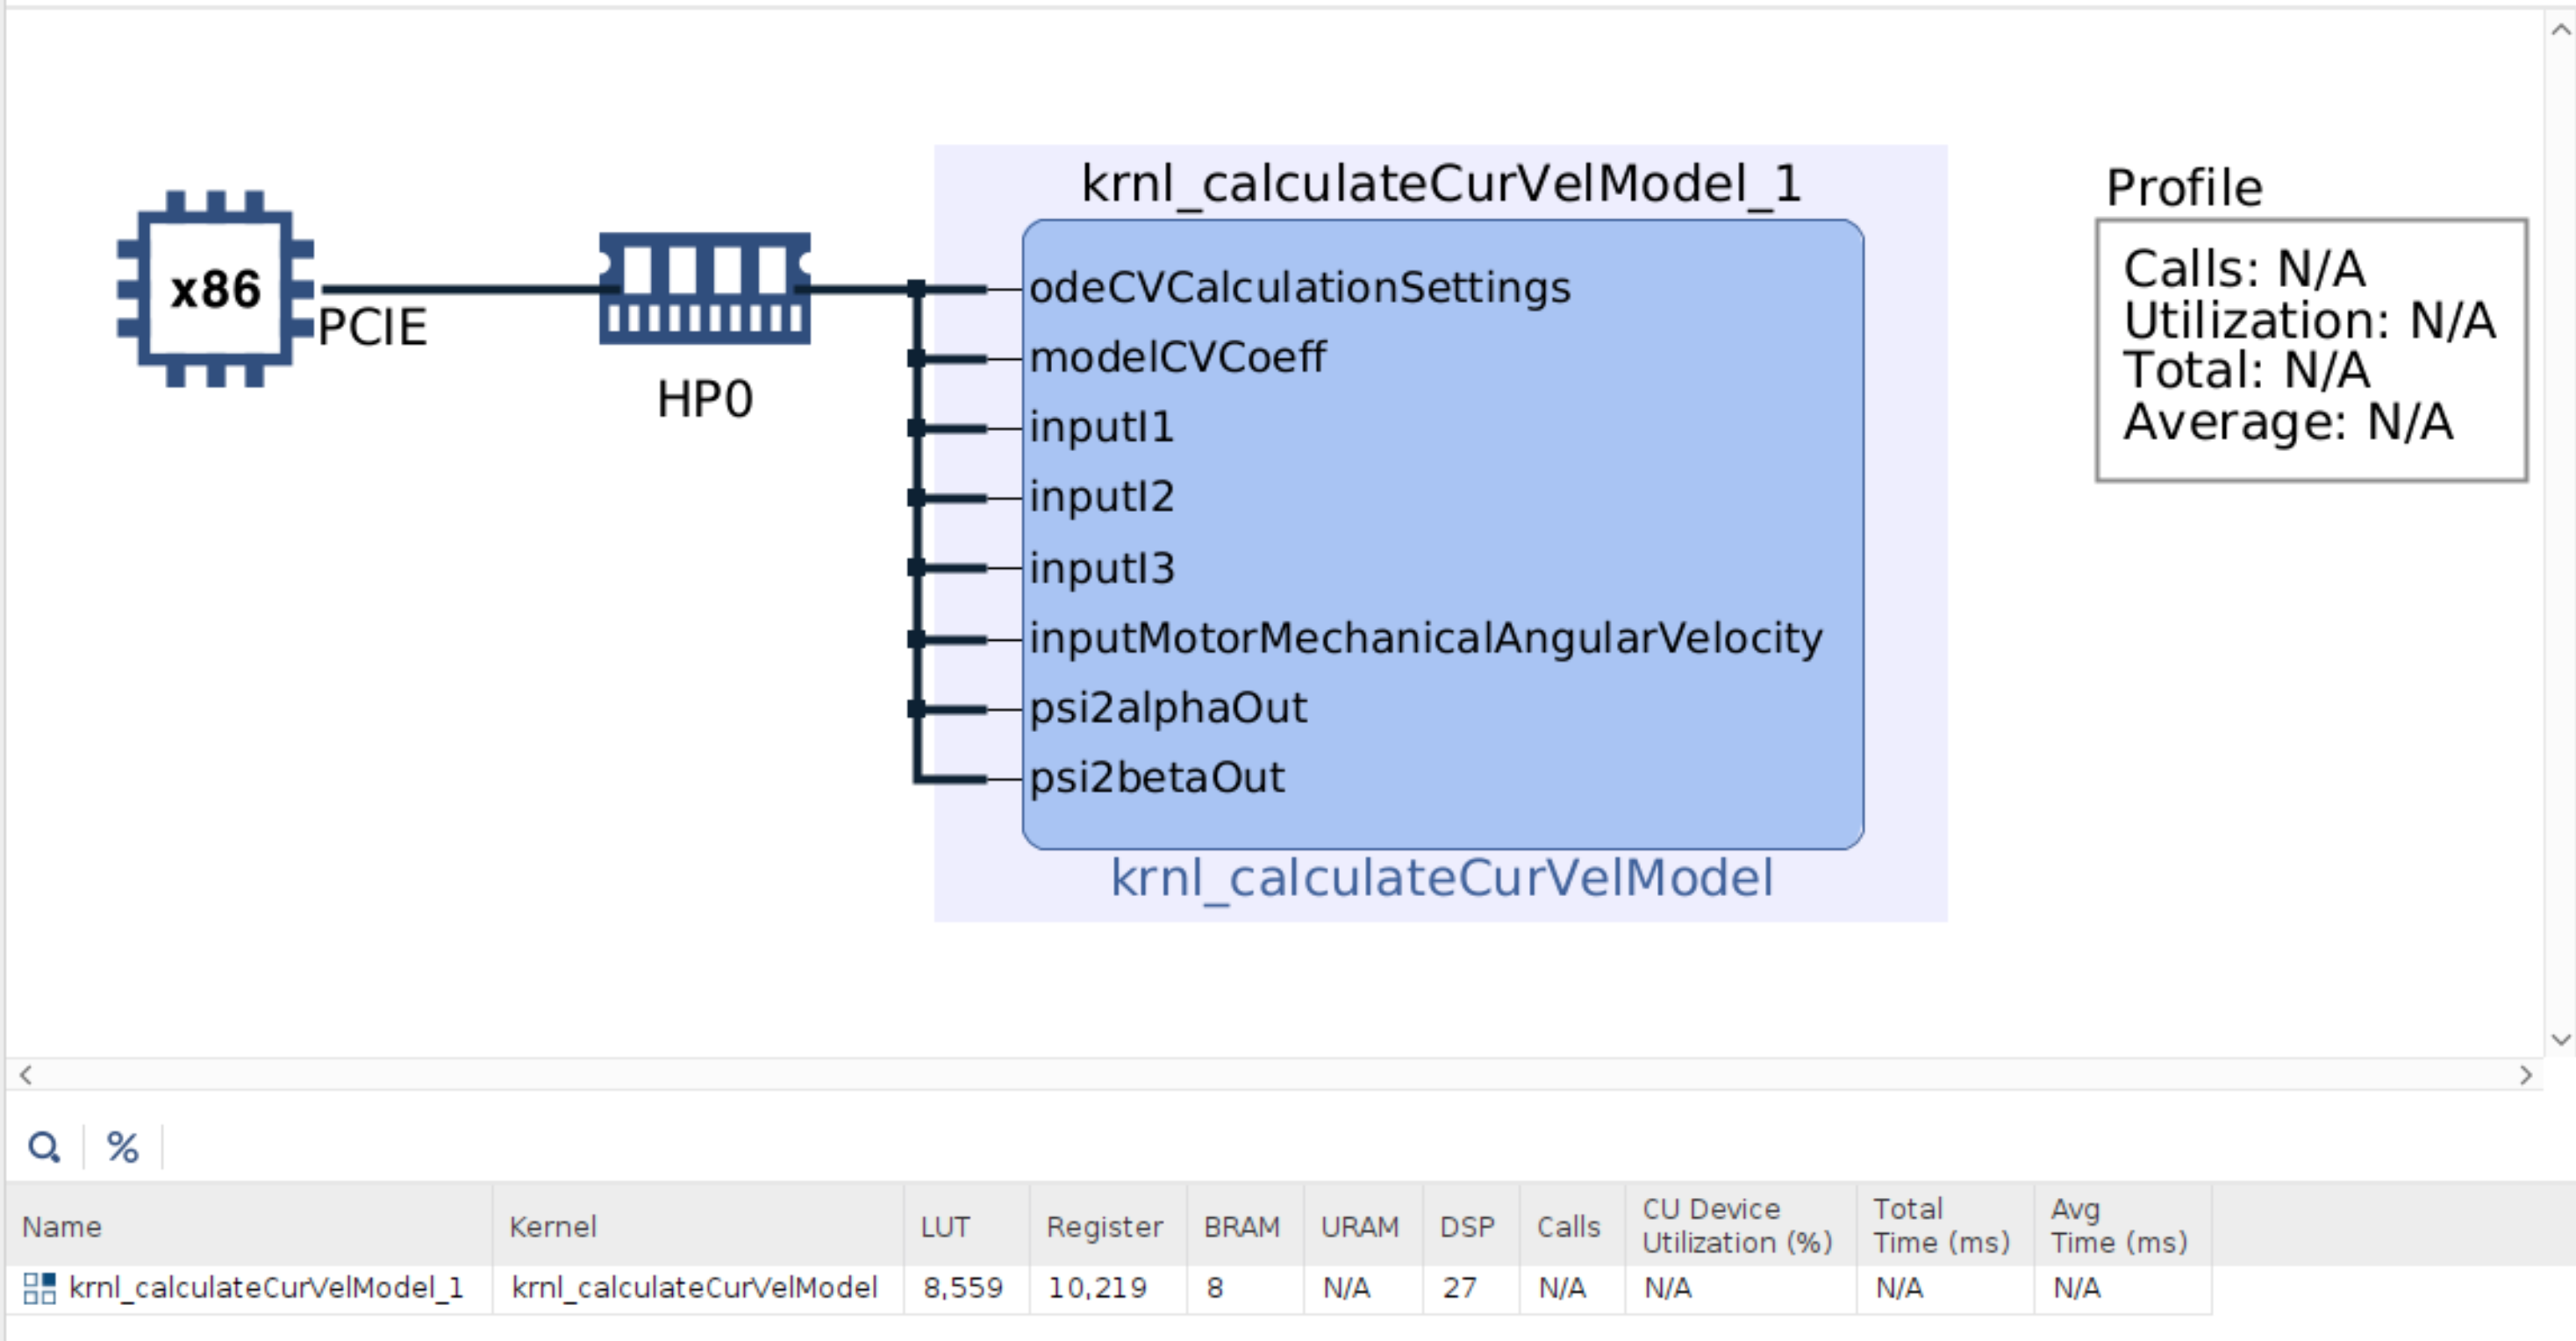 krnl_calculateCurVelModel_1
x86
PCIE
HP0
odeCVCalculationSettings
modelCVCoeff
inputI1
inputI2
inputI3
inputMotorMechanicalAngularVelocity
psi2alphaOut
psi2betaOut
krnl_calculateCurVelModel
Profile
Calls: N/A
Utilization: N/A
Total: N/A
Average: N/A
%
Name Kernel LUT Register BRAM URAM DSP Calls CU Device Utilization (%) Total Time (ms) Avg Time (ms)
krnl_calculateCurVelModel_1 krnl_calculateCurVelModel 8,559 10,219 8 N/A 27 N/A N/A N/A N/A